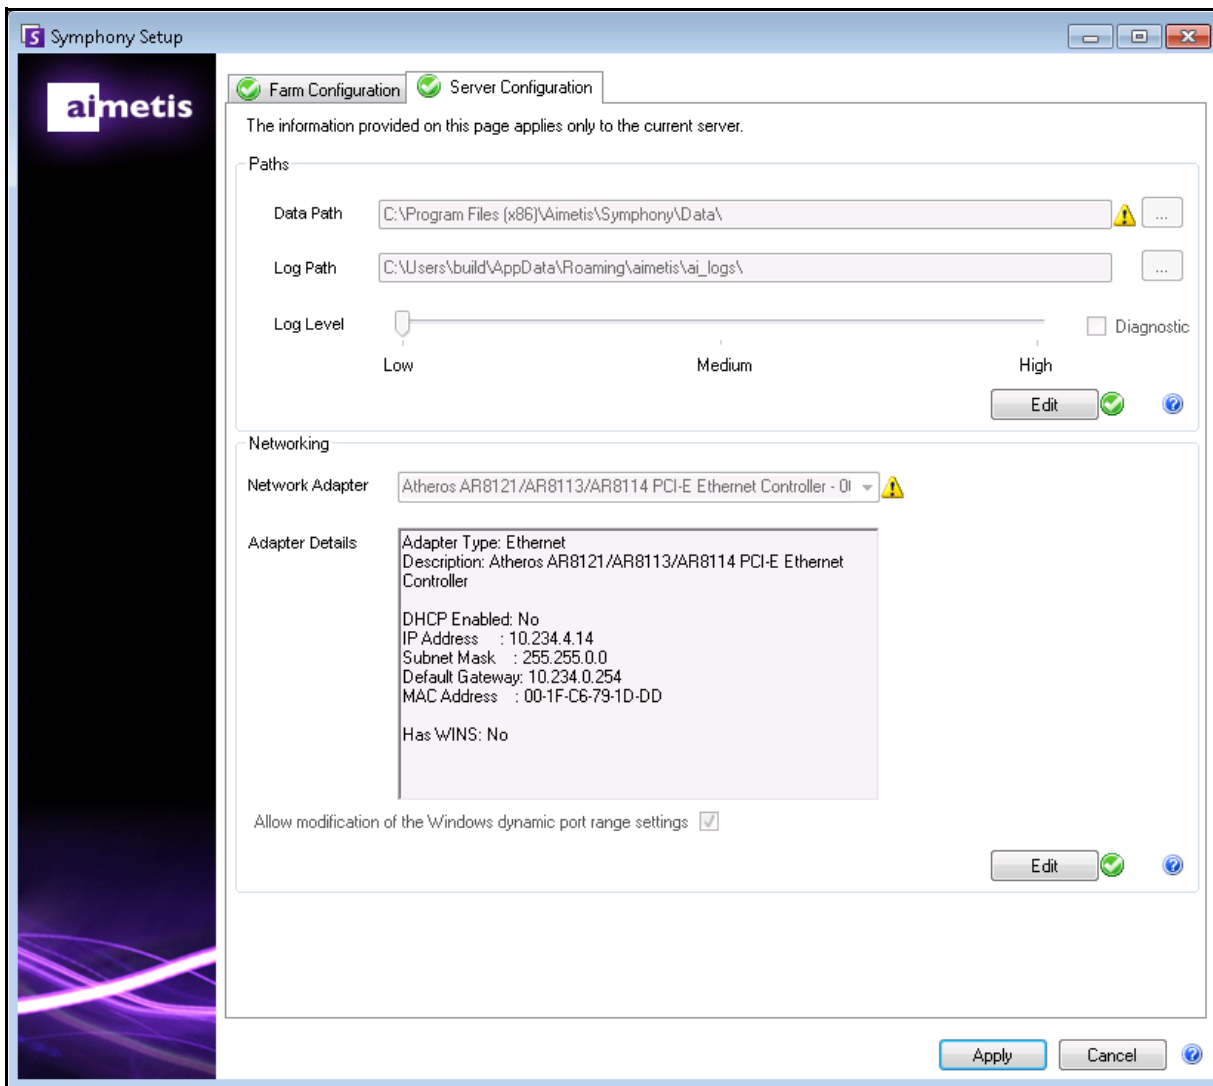 Symphony Setup
aimetis
Farm Configuration
Server Configuration
The information provided on this page applies only to the current server.
Paths
Data Path
C:\Program Files (x86)\Aimetis\Symphony\Data\
...
Log Path
C:\Users\build\AppData\Roaming\aimetis\ai_logs\
...
Log Level
Diagnostic
Low
Medium
High
Edit
Networking
Network Adapter
Atheros AR8121/AR8113/AR8114 PCI-E Ethernet Controller -
Adapter Details
Adapter Type: Ethernet
Description: Atheros AR8121/AR8113/AR8114 PCI-E Ethernet
Controller
DHCP Enabled: No
IP Address : 10.234.4.14
Subnet Mask : 255.255.0.0
Default Gateway: 10.234.0.254
MAC Address : 00-1F-C6-79-1D-DD
Has WINS: No
Allow modification of the Windows dynamic port range settings
Edit
Apply
Cancel